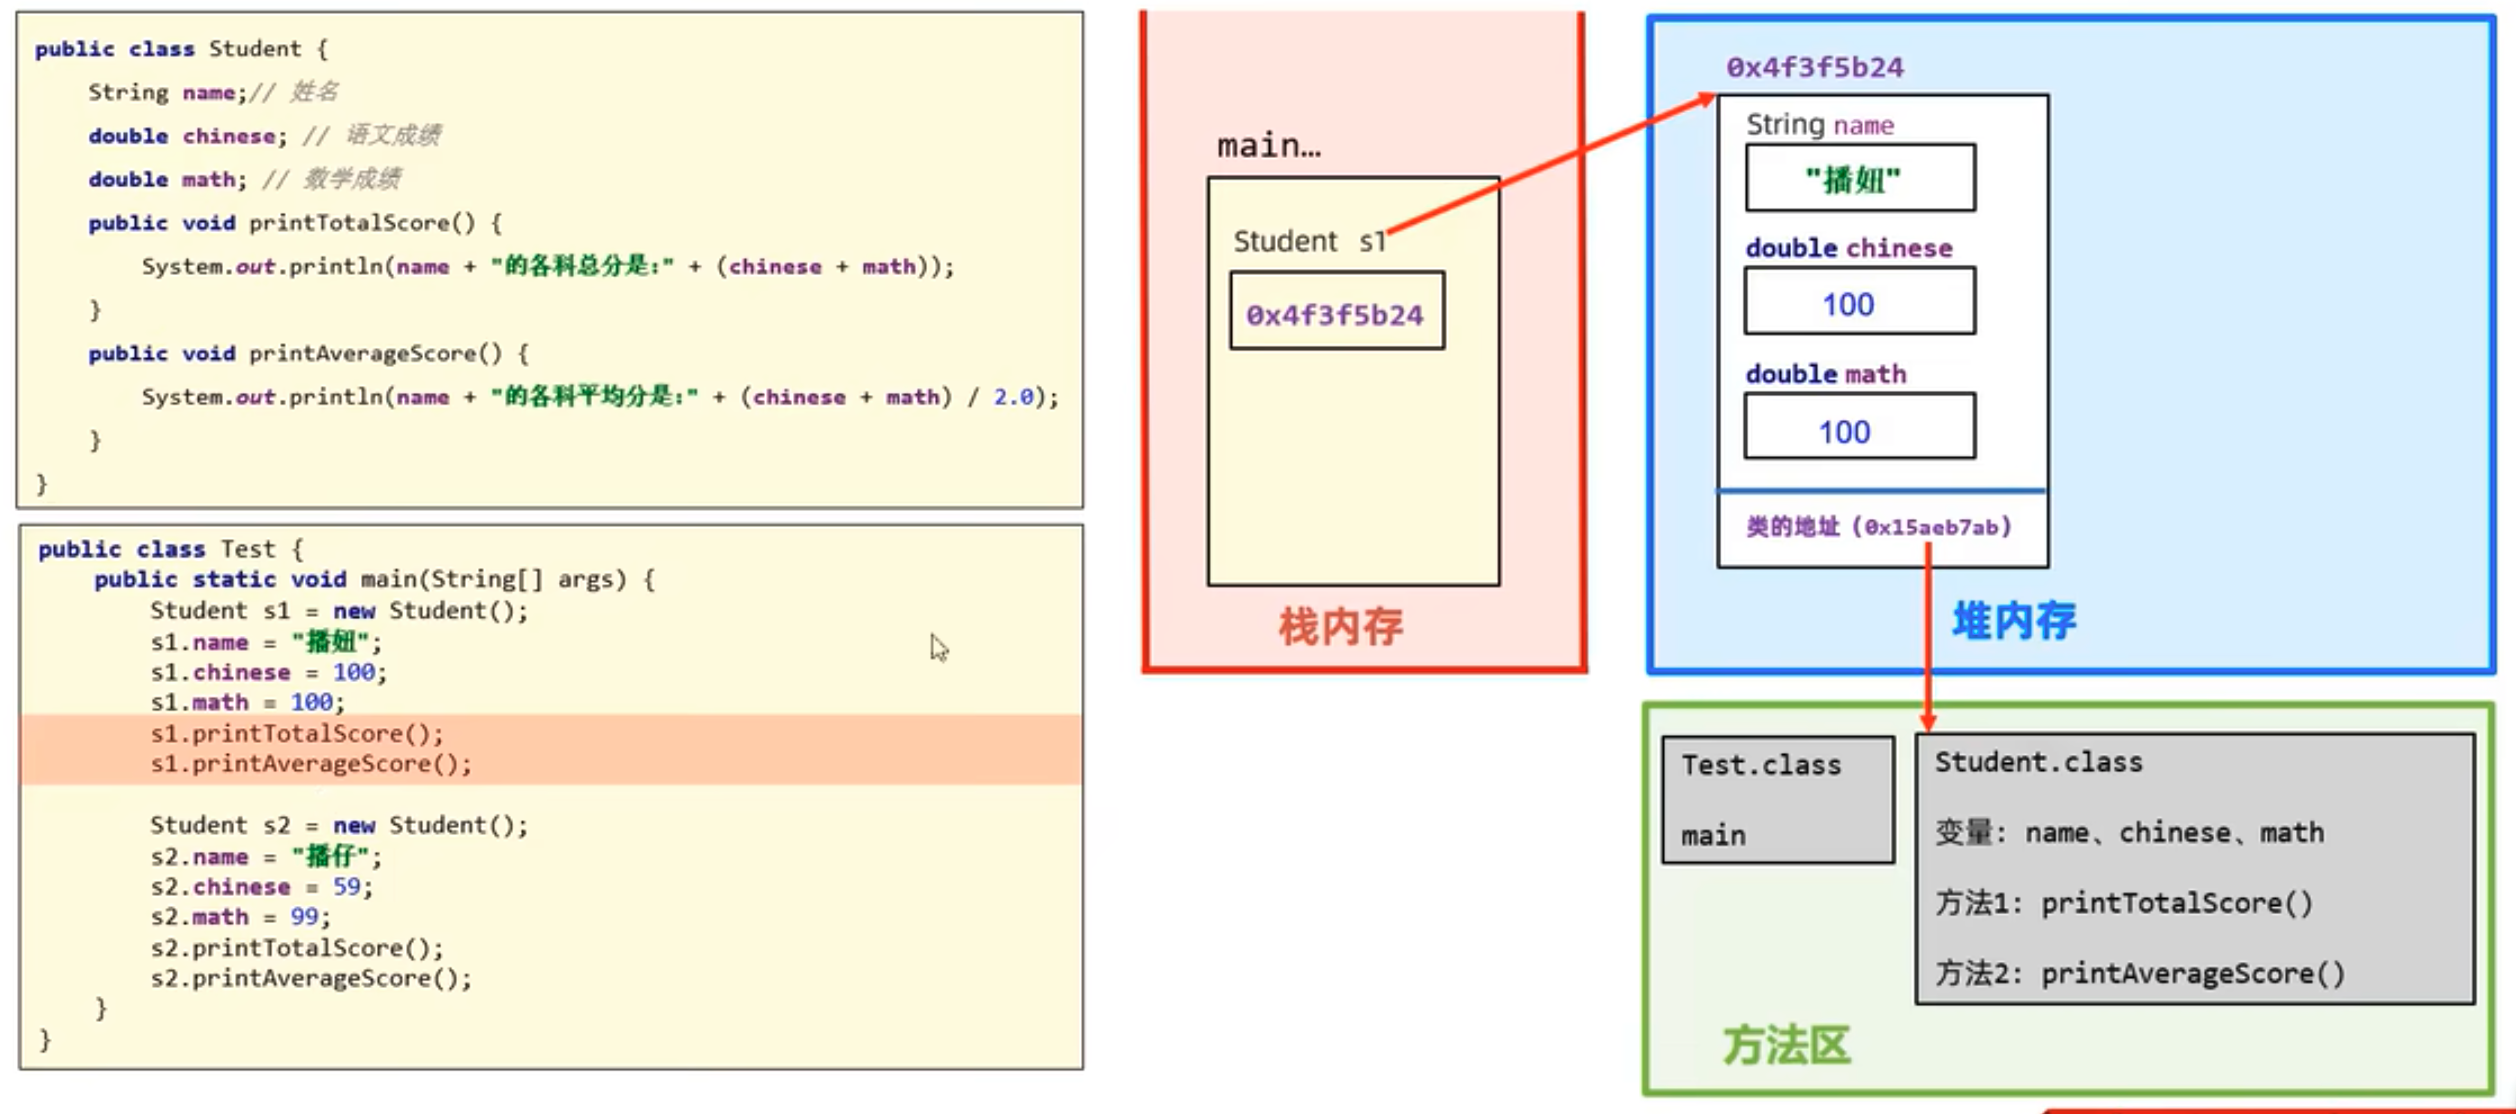 public class Student {
String name;// 姓名
double chinese; // 语文成绩
double math; // 数学成绩
public void printTotalScore() {
System.out.println(name + "的各科总分是:" + (chinese + math));
}
public void printAverageScore() {
System.out.println(name + "的各科平均分是:" + (chinese + math) / 2.0);
}
}
public class Test {
public static void main(String[] args) {
Student s1 = new Student();
s1.name = "播妞";
s1.chinese = 100;
s1.math = 100;
s1.printTotalScore();
s1.printAverageScore();
Student s2 = new Student();
s2.name = "播仔";
s2.chinese = 59;
s2.math = 99;
s2.printTotalScore();
s2.printAverageScore();
}
}
main…
Student s1
0x4f3f5b24
栈内存
0x4f3f5b24
String name
"播妞"
double chinese
100
double math
100
类的地址（0x15aeb7ab）
堆内存
Test.class
main
Student.class
变量: name、chinese、math
方法1: printTotalScore()
方法2: printAverageScore()
方法区